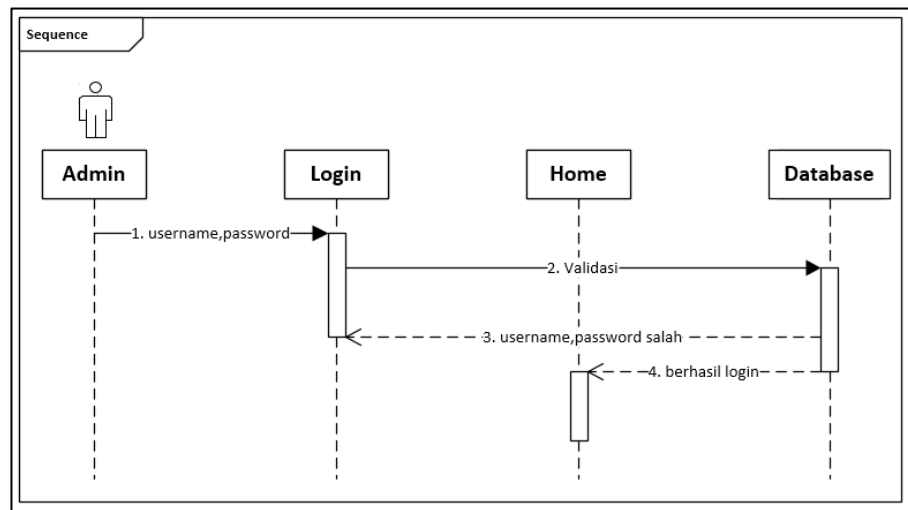 Sequence
Admin
Login
Home
Database
1. username,password
2. Validasi
3. username,password salah
4. berhasil login